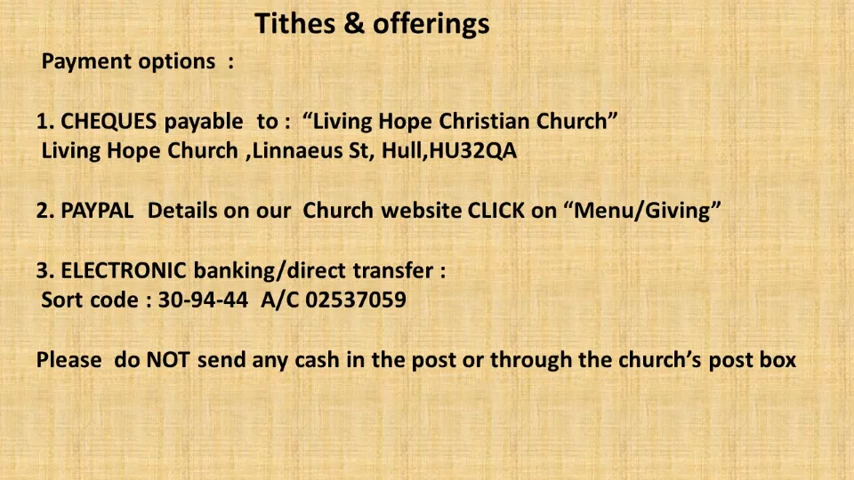 Tithes & offerings
Payment options :
1. CHEQUES payable to : “Living Hope Christian Church”
Living Hope Church ,Linnaeus St, Hull,HU32QA
2. PAYPAL Details on our Church website CLICK on “Menu/Giving”
3. ELECTRONIC banking/direct transfer :
Sort code : 30-94-44 A/C 02537059
Please do NOT send any cash in the post or through the church’s post box